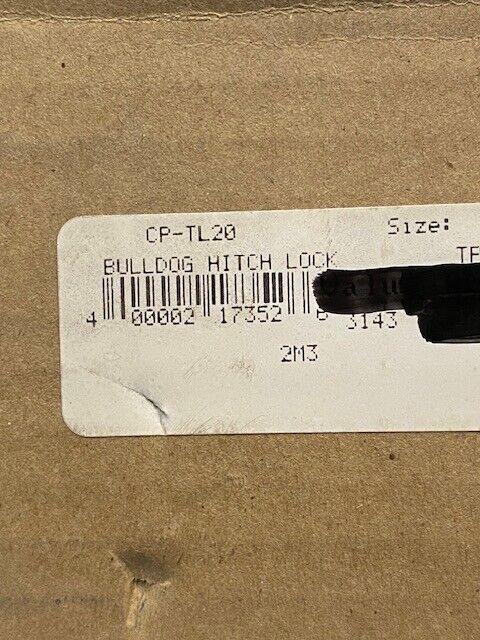 CP-TL20 Size:
BULLDOG HITCH LOCK
4 00002 17352 3143
2M3